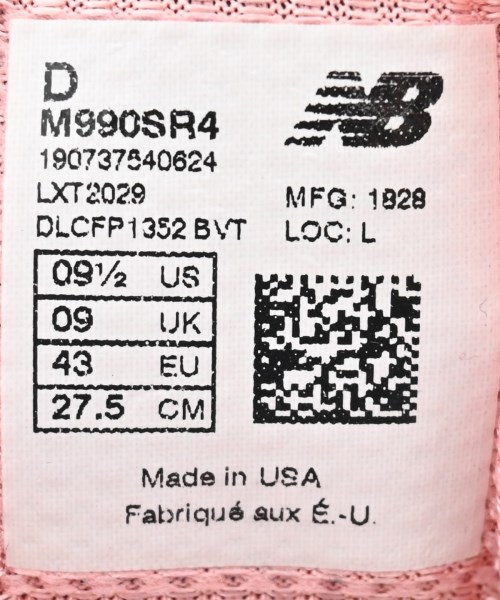 D
M990SR4
NB
190737540624
LXT2029
MFG: 1828
DLCFP1352 BVT
LOC: L
09½ US
09 UK
43 EU
27.5 CM
Made in USA
Fabriqué aux É.-U.